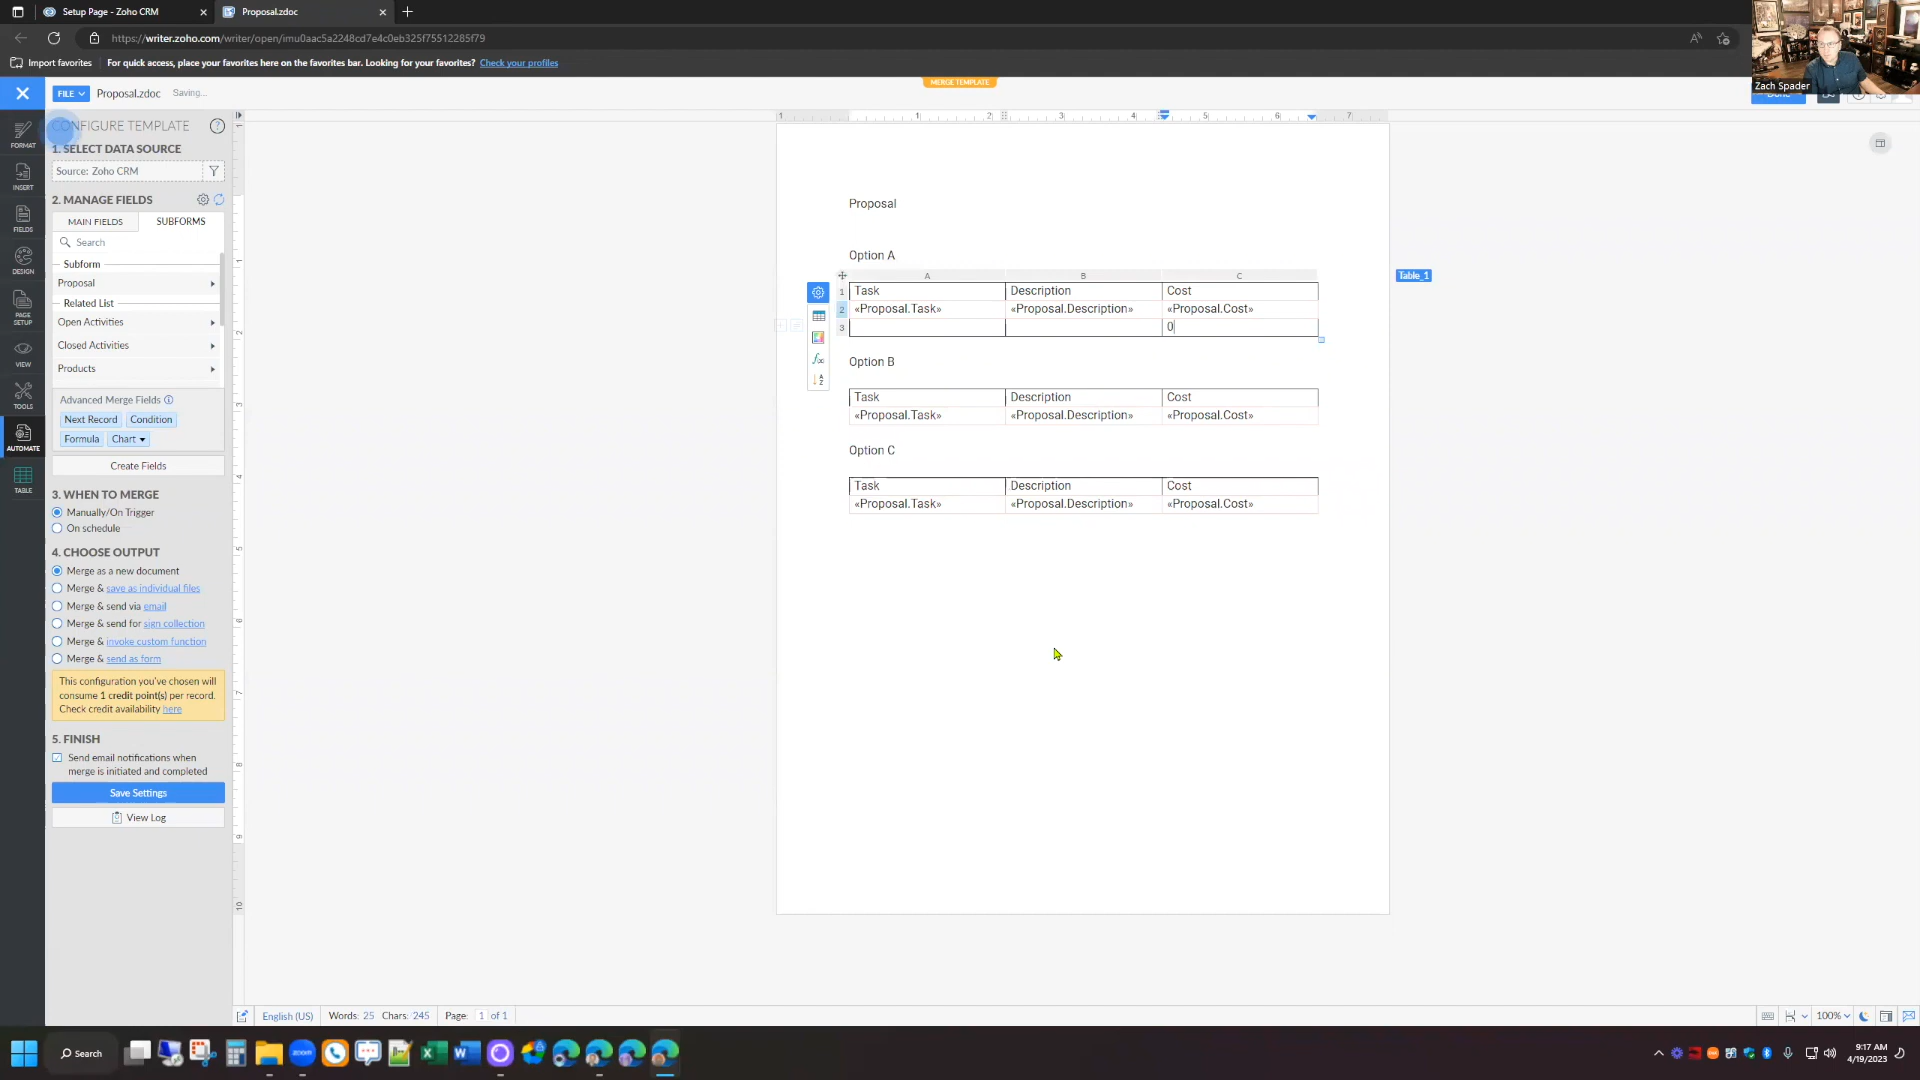 Setup Page - Zoho CRM
Proposal.zdoc
https://writer.zoho.com/writer/open/imu0aac5a2248cd7e4c0eb325f75512285f79
Import favorites
For quick access, place your favorites here on the favorites bar. Looking for your favorites? Check your profiles
Zach Spader
FILE
Proposal.zdoc
Saving...
MERGE TEMPLATE
FORMAT
INSERT
FIELDS
DESIGN
PAGE SETUP
VIEW
TOOLS
AUTOMATE
TABLE
CONFIGURE TEMPLATE
1. SELECT DATA SOURCE
Source: Zoho CRM
2. MANAGE FIELDS
MAIN FIELDS
SUBFORMS
Search
Subform
Proposal
Related List
Open Activities
Closed Activities
Products
Advanced Merge Fields
Next Record
Condition
Formula
Chart
Create Fields
3. WHEN TO MERGE
Manually/On Trigger
On schedule
4. CHOOSE OUTPUT
Merge as a new document
Merge & save as individual files
Merge & send via email
Merge & send for sign collection
Merge & invoke custom function
Merge & send as form
This configuration you've chosen will
consume 1 credit point(s) per record.
Check credit availability here
5. FINISH
Send email notifications when
merge is initiated and completed
Save Settings
View Log
Proposal
Option A
A B C
1 Task Description Cost
2 «Proposal.Task» «Proposal.Description» «Proposal.Cost»
3 0
Table_1
Option B
Task Description Cost
«Proposal.Task» «Proposal.Description» «Proposal.Cost»
Option C
Task Description Cost
«Proposal.Task» «Proposal.Description» «Proposal.Cost»
English (US) Words: 25 Chars: 245 Page: 1 of 1
100%
Search
zoom
9:17 AM
4/19/2023